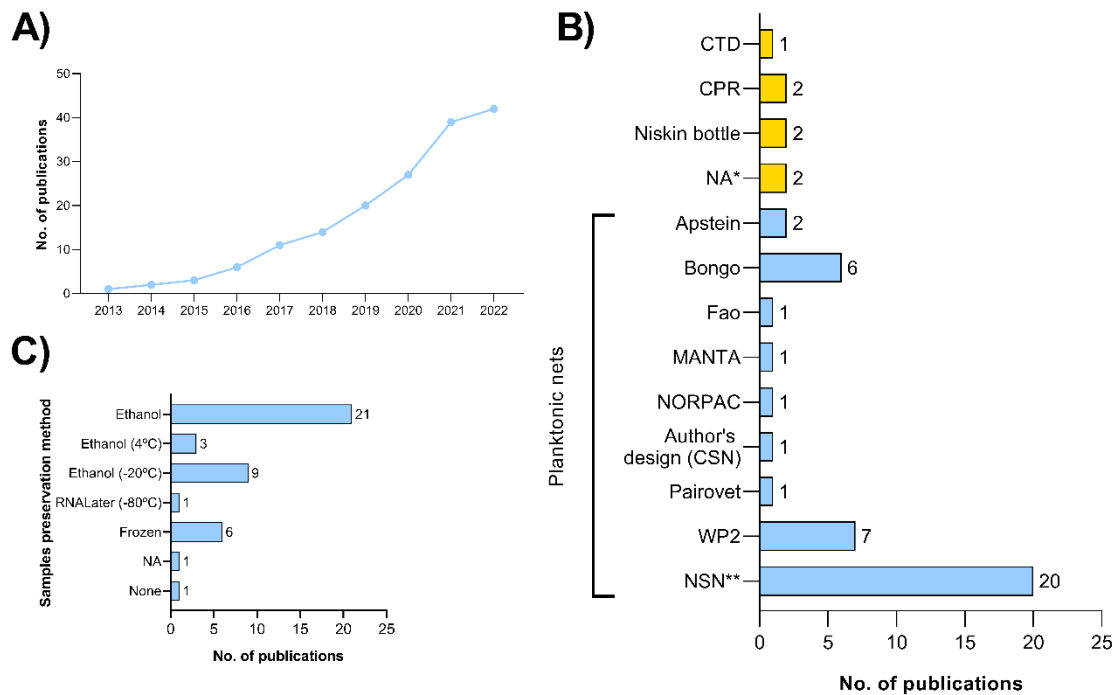 A)
No. of publications
50
40
30
20
10
0
2013 2014 2015 2016 2017 2018 2019 2020 2021 2022
B)
CTD 1
CPR 2
Niskin bottle 2
NA* 2
Planktonic nets
Apstein 2
Bongo 6
Fao 1
MANTA 1
NORPAC 1
Author's
design (CSN) 1
Pairovet 1
WP2 7
NSN** 20
0 5 10 15 20 25
No. of publications
C)
Samples preservation method
Ethanol 21
Ethanol (4ºC) 3
Ethanol (-20ºC) 9
RNALater (-80ºC) 1
Frozen 6
NA 1
None 1
0 5 10 15 20 25
No. of publications